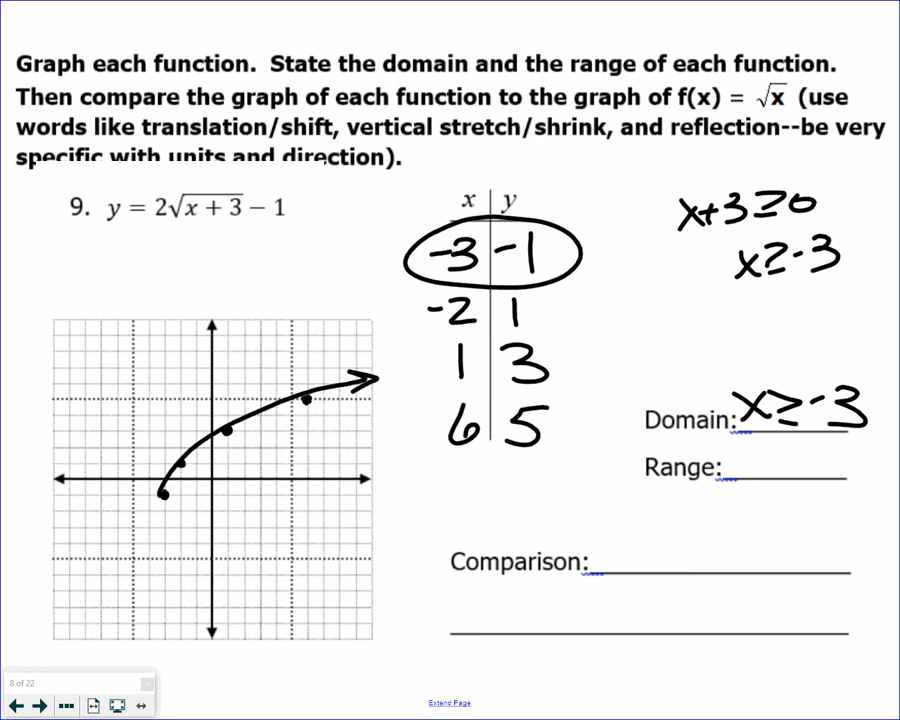 Graph each function. State the domain and the range of each function.
Then compare the graph of each function to the graph of f(x) = √x (use
words like translation/shift, vertical stretch/shrink, and reflection--be very
specific with units and direction).
9. y = 2√(x + 3) − 1
x y
-3 -1
-2 1
1 3
6 5
x+3≥0
x≥-3
Domain: x≥-3
Range:
Comparison:
8 of 22
Extend Page